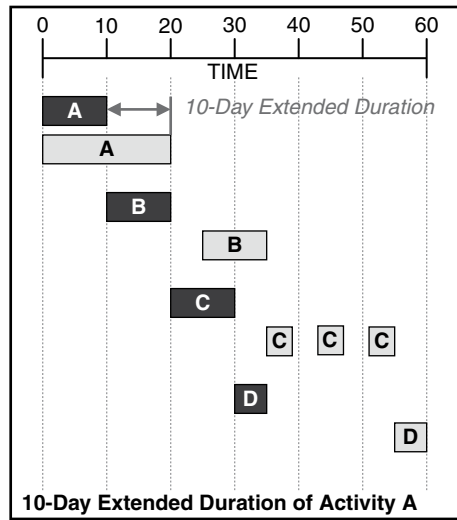 0 10 20 30 40 50 60
TIME
A 10-Day Extended Duration
A
B
B
C
C C C
D
D
10-Day Extended Duration of Activity A